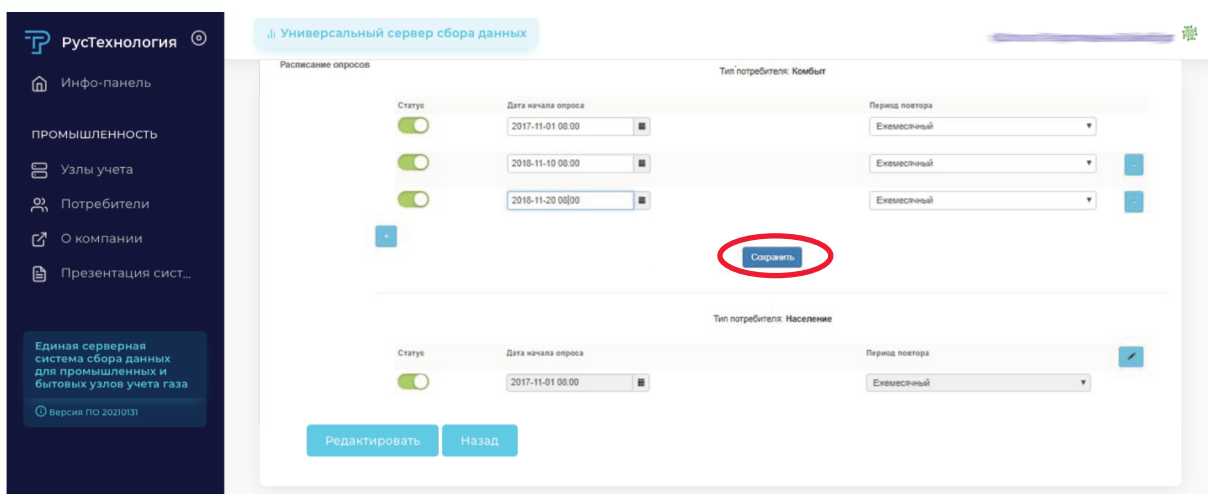 РусТехнология
Универсальный сервер сбора данных
Инфо-панель
ПРОМЫШЛЕННОСТЬ
Узлы учета
Потребители
О компании
Презентация сист...
Единая серверная
система сбора данных
для промышленных и
бытовых узлов учета газа
Версия ПО 20210131
Расписание опросов
Тип потребителя: Комбыт
Статус Дата начала опроса Период повтора
2017-11-01 08:00 Ежемесячный
2018-11-10 08:00 Ежемесячный -
2018-11-20 08:00 Ежемесячный -
+
Сохранить
Тип потребителя: Население
Статус Дата начала опроса Период повтора
2017-11-01 08:00 Ежемесячный
Редактировать Назад